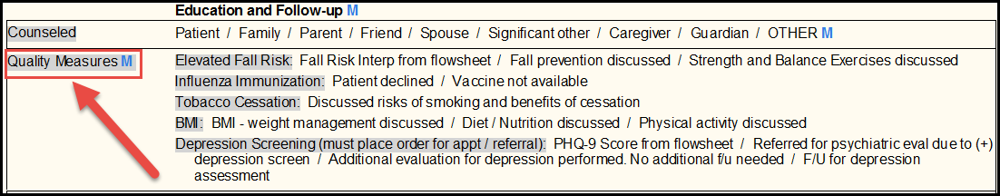 Education and Follow-up M
Counseled Patient / Family / Parent / Friend / Spouse / Significant other / Caregiver / Guardian / OTHER M
Quality Measures M Elevated Fall Risk: Fall Risk Interp from flowsheet / Fall prevention discussed / Strength and Balance Exercises discussed
Influenza Immunization: Patient declined / Vaccine not available
Tobacco Cessation: Discussed risks of smoking and benefits of cessation
BMI: BMI - weight management discussed / Diet / Nutrition discussed / Physical activity discussed
Depression Screening (must place order for appt / referral): PHQ-9 Score from flowsheet / Referred for psychiatric eval due to (+)
depression screen / Additional evaluation for depression performed. No additional f/u needed / F/U for depression
assessment